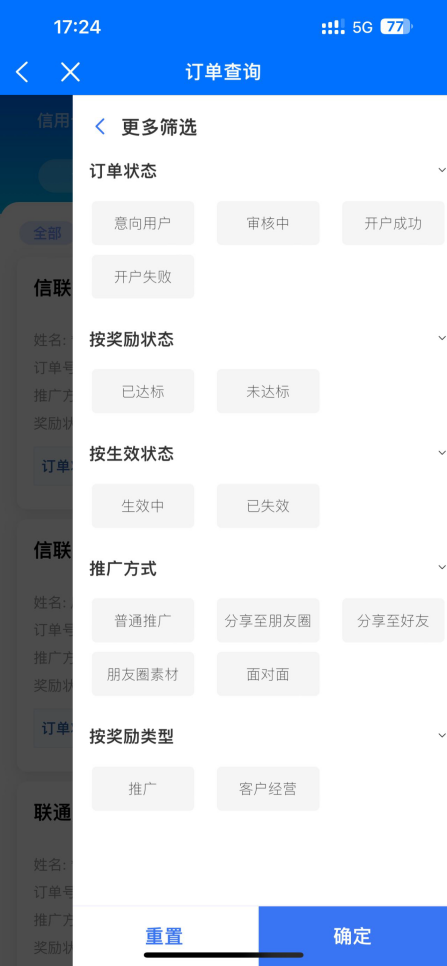 17:24
5G 77
订单查询
信用
更多筛选
订单状态
意向用户 审核中 开户成功
全部
开户失败
信联
姓名:
订单号
推广方
奖励状
按奖励状态
已达标 未达标
按生效状态
订单
生效中 已失效
信联
推广方式
姓名:
订单号
推广方
奖励状
普通推广 分享至朋友圈 分享至好友
朋友圈素材 面对面
订单
按奖励类型
推广 客户经营
联通
姓名:
订单号
推广方
奖励状
重置 确定